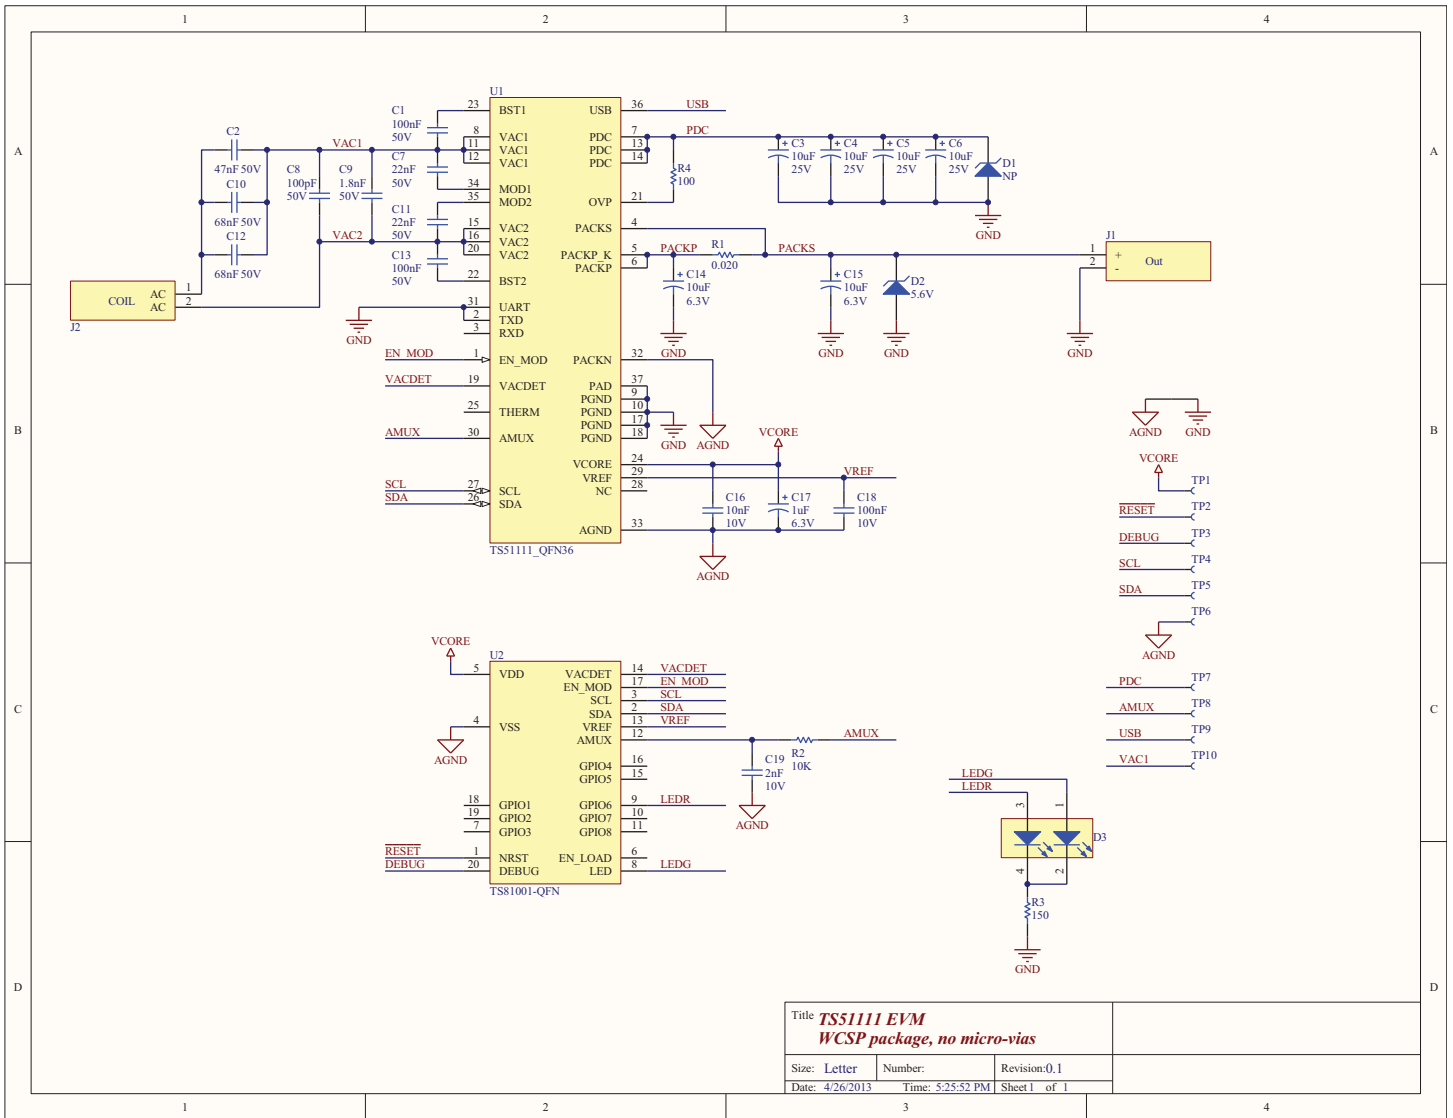 1 2 3 4
A
B
C
D
A
B
C
D
1 2 3 4
U1
TS51111_QFN36
23 BST1
8 VAC1
11 VAC1
12 VAC1
34 MOD1
35 MOD2
15 VAC2
16 VAC2
20 VAC2
22 BST2
31 UART
2 TXD
3 RXD
1 EN_MOD
19 VACDET
25 THERM
30 AMUX
27 SCL
26 SDA
USB 36
PDC 7
PDC 13
PDC 14
OVP 21
PACKS 4
PACKP_K 5
PACKP 6
PACKN 32
PAD 37
PGND 9
PGND 10
PGND 17
PGND 18
VCORE 24
VREF 29
NC 28
AGND 33
C2
47nF 50V
C10
68nF 50V
C12
68nF 50V
C8
100pF
50V
C9
1.8nF
50V
VAC1
VAC2
C1
100nF
50V
C7
22nF
50V
C11
22nF
50V
C13
100nF
50V
COIL
AC 1
AC 2
J2
GND
EN_MOD
VACDET
AMUX
SCL
SDA
USB
PDC
R4
100
+ C3
10uF
25V
+ C4
10uF
25V
+ C5
10uF
25V
+ C6
10uF
25V
D1
NP
GND
PACKP
R1
0.020
PACKS
+ C14
10uF
6.3V
GND
+ C15
10uF
6.3V
GND
D2
5.6V
GND
J1
1 +
2 -
Out
GND
GND
AGND
VCORE
VREF
C16
10nF
10V
+ C17
1uF
6.3V
C18
100nF
10V
AGND
AGND
GND
VCORE
TP1
RESET TP2
DEBUG TP3
SCL TP4
SDA TP5
TP6
AGND
PDC TP7
AMUX TP8
USB TP9
VAC1 TP10
VCORE
AGND
U2
TS81001-QFN
5 VDD
4 VSS
18 GPIO1
19 GPIO2
7 GPIO3
1 NRST
20 DEBUG
RESET
DEBUG
VACDET 14 VACDET
EN_MOD 17 EN_MOD
SCL 3 SCL
SDA 2 SDA
VREF 13 VREF
AMUX 12
GPIO4 16
GPIO5 15
GPIO6 9 LEDR
GPIO7 10
GPIO8 11
EN_LOAD 6
LED 8 LEDG
C19
2nF
10V
AGND
R2
10K
AMUX
LEDG
LEDR
3 1
D3
4 2
R3
150
GND
Title TS51111 EVM
WCSP package, no micro-vias
Size: Letter Number: Revision:0.1
Date: 4/26/2013 Time: 5:25:52 PM Sheet 1 of 1